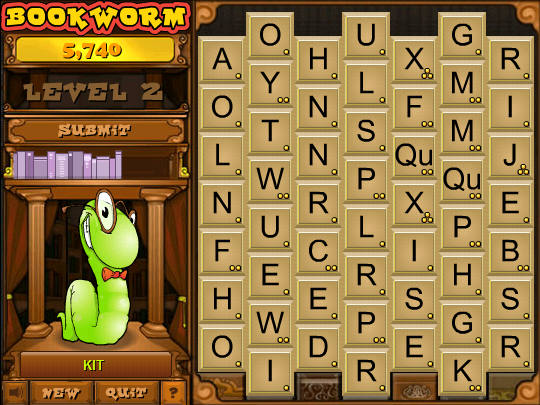 BOOKWORM
5,740
LEVEL 2
SUBMIT
KIT
NEW QUIT ?
O U G
A H X R
Y L M
O N F I
T S M
L N Qu J
W P Qu
N R X E
U L P
F C I B
E R H
H E S S
W P G
O D E R
I R K